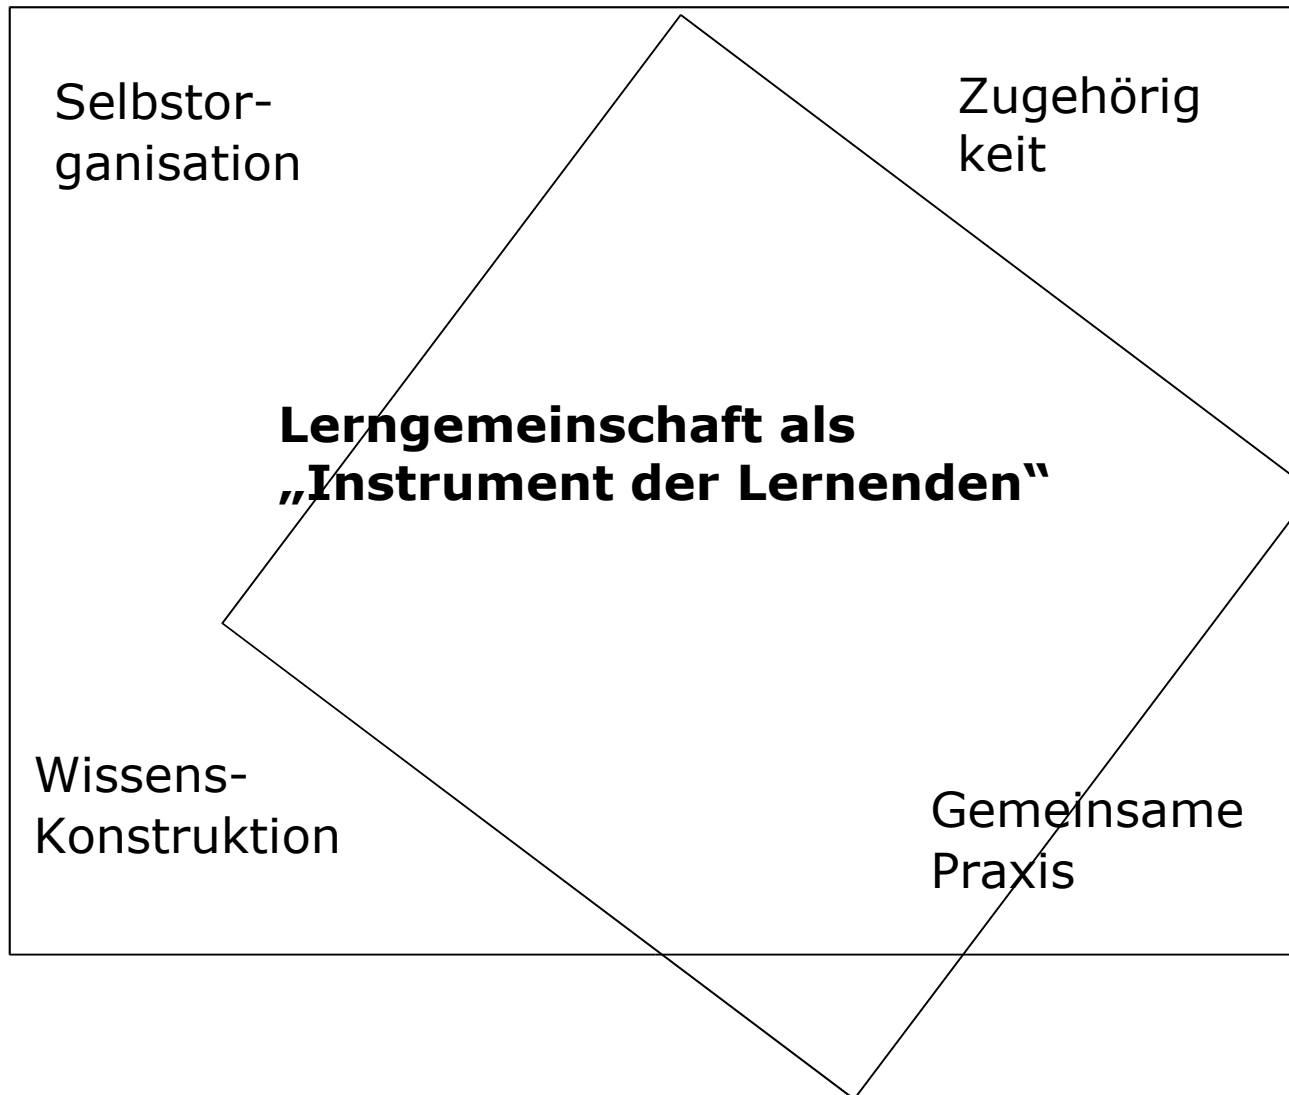 Selbstor-
ganisation
Zugehörig
keit
Lerngemeinschaft als
„Instrument der Lernenden“
Wissens-
Konstruktion
Gemeinsame
Praxis